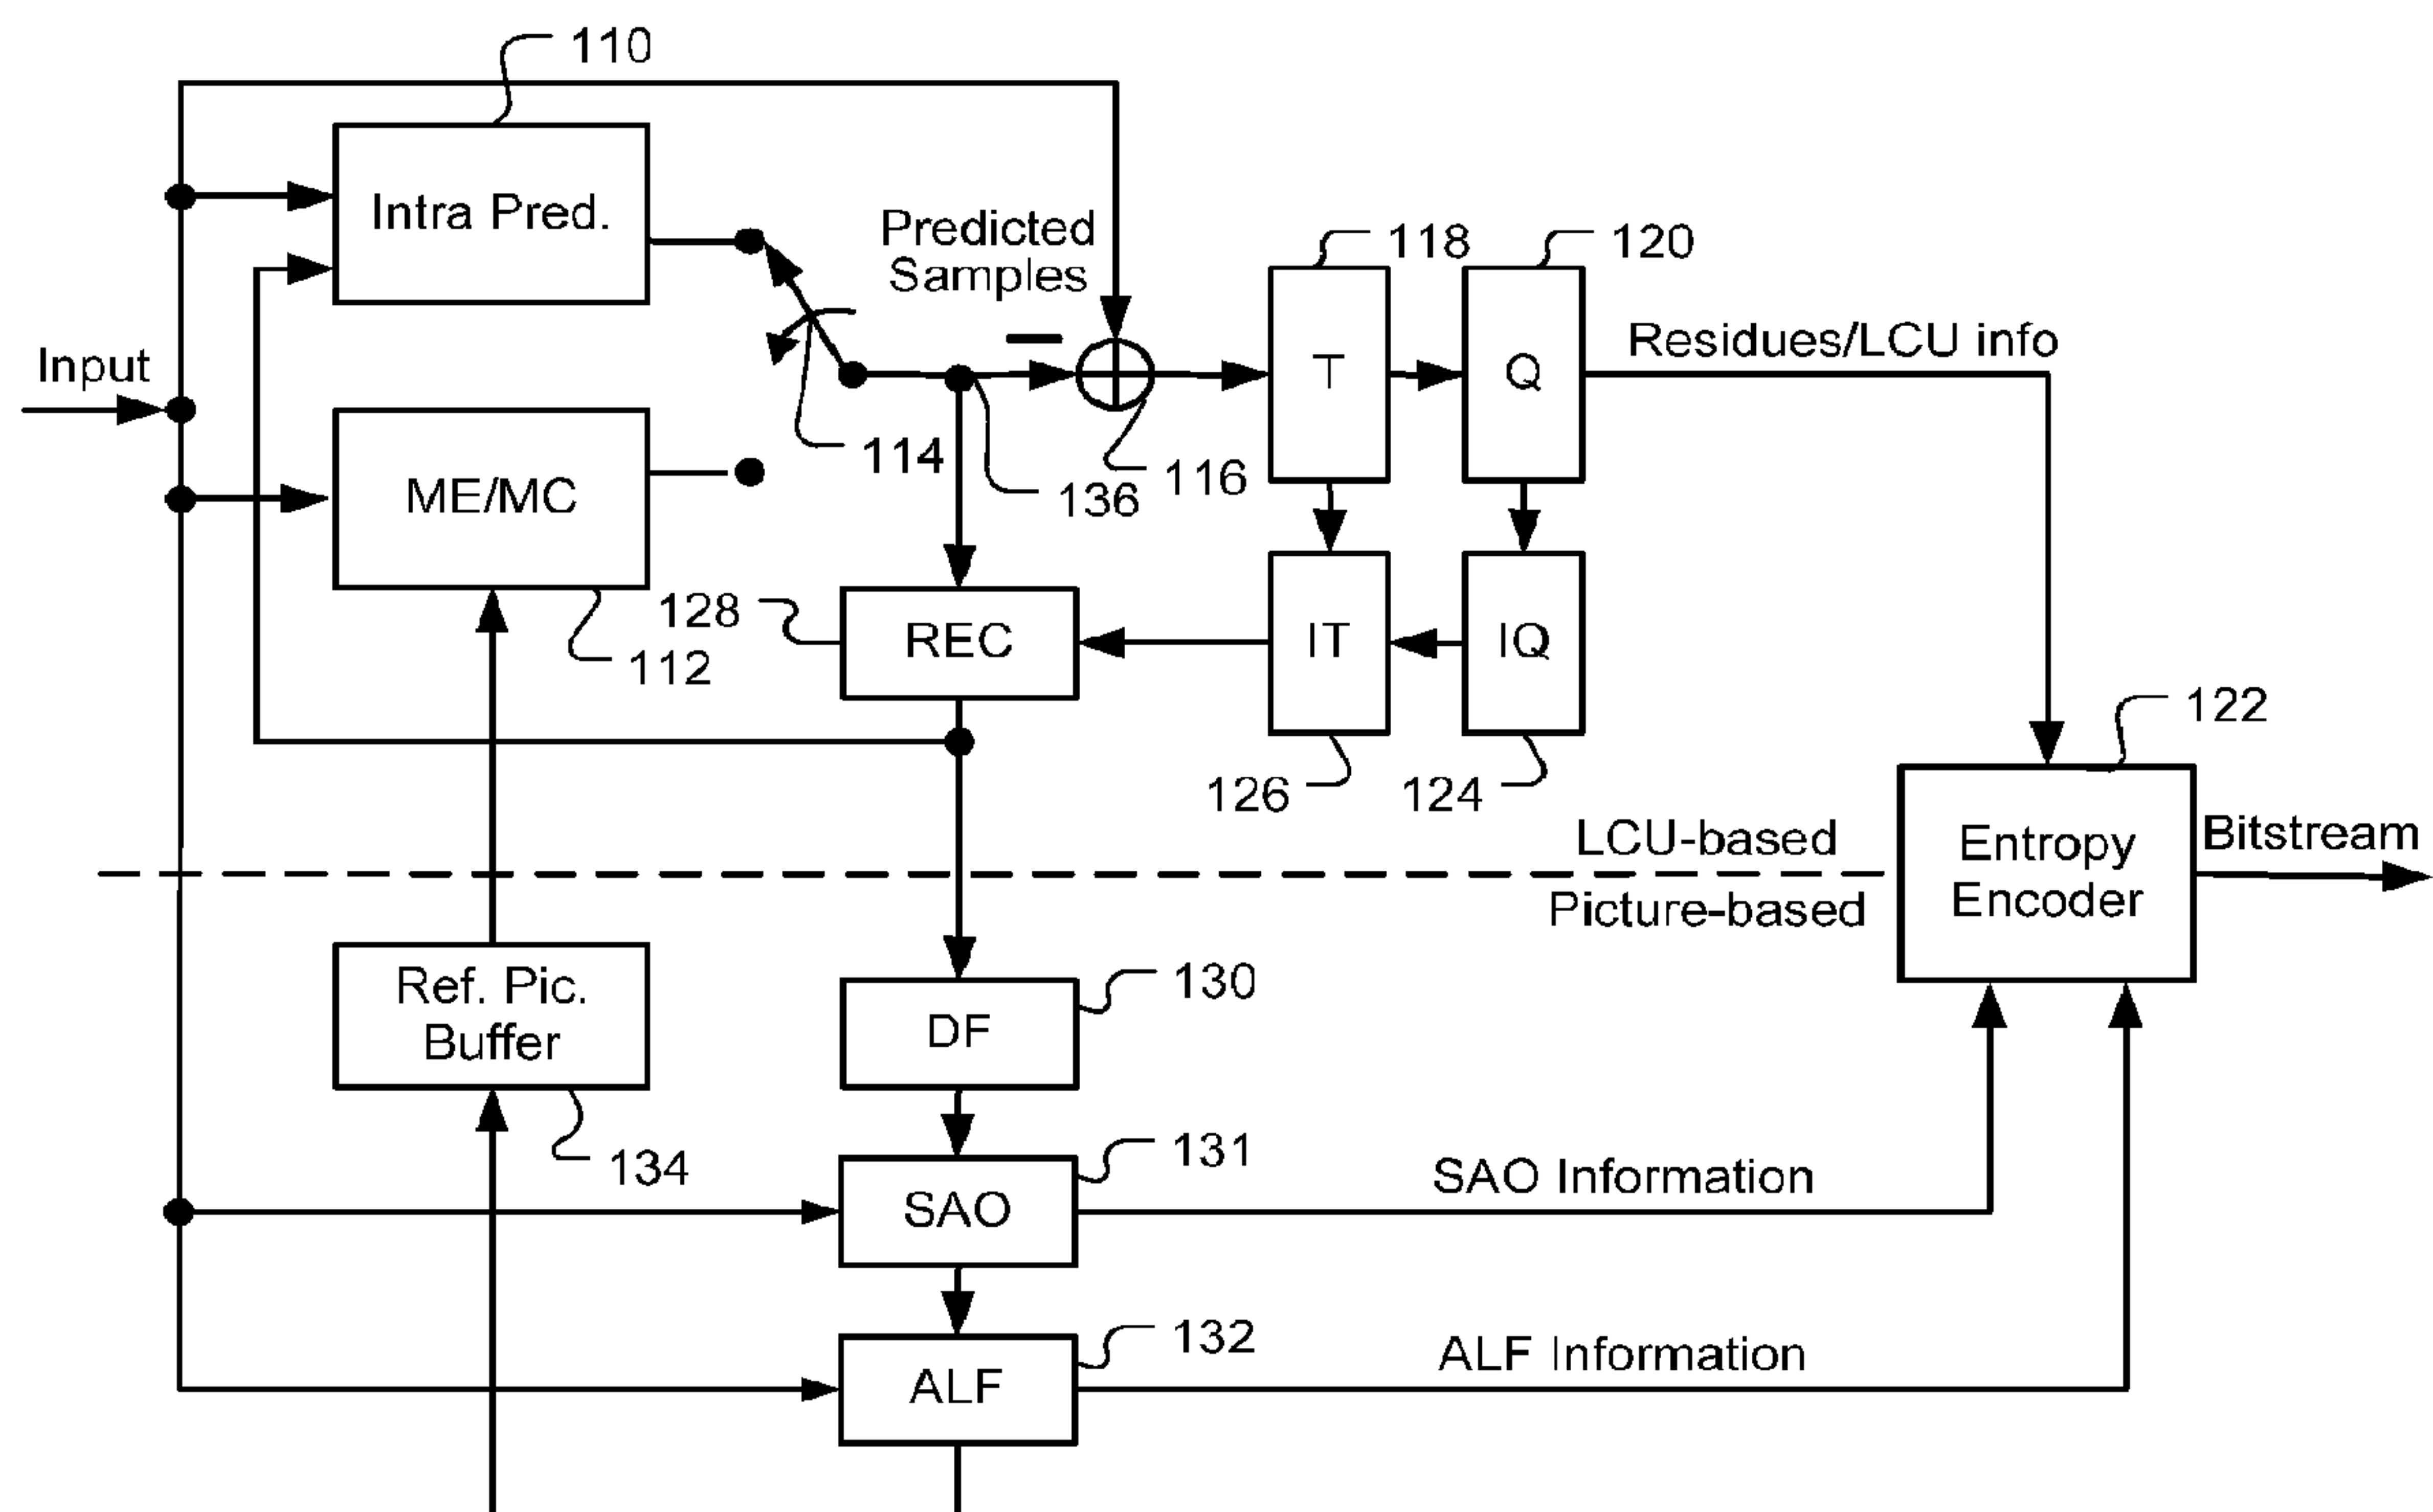 110
Intra Pred.
Predicted
Samples
118
120
Input
T
Q
Residues/LCU info
114
116
136
ME/MC
128
REC
IT
IQ
112
122
126
124
LCU-based
Entropy
Encoder
Bitstream
Picture-based
Ref. Pic.
Buffer
130
DF
134
131
SAO
SAO Information
132
ALF
ALF Information